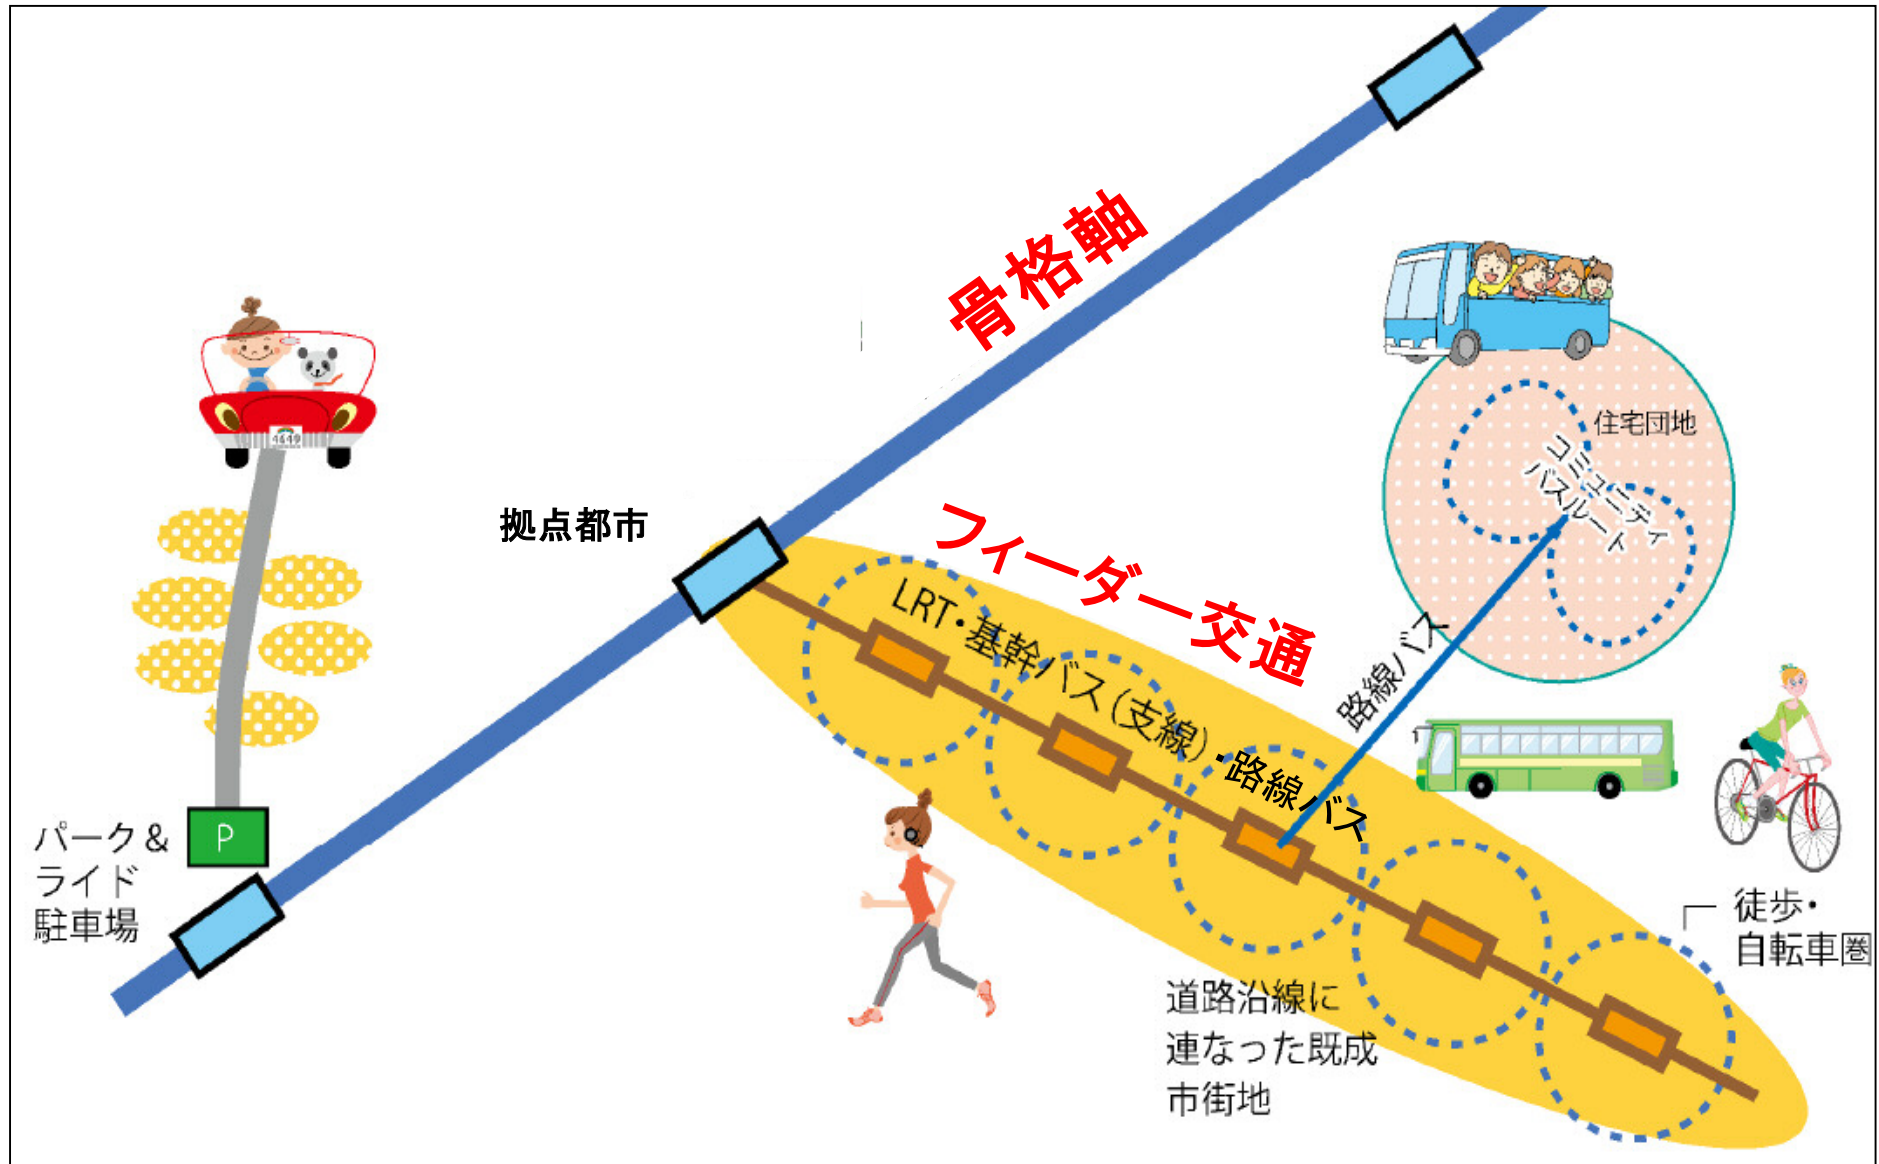 骨格軸
拠点都市
フィーダー交通
LRT・基幹バス(支線)・路線バス
住宅団地
コミュニティ
バスルート
路線バス
4649
P
パーク&
ライド
駐車場
徒歩・
自転車圏
道路沿線に
連なった既成
市街地